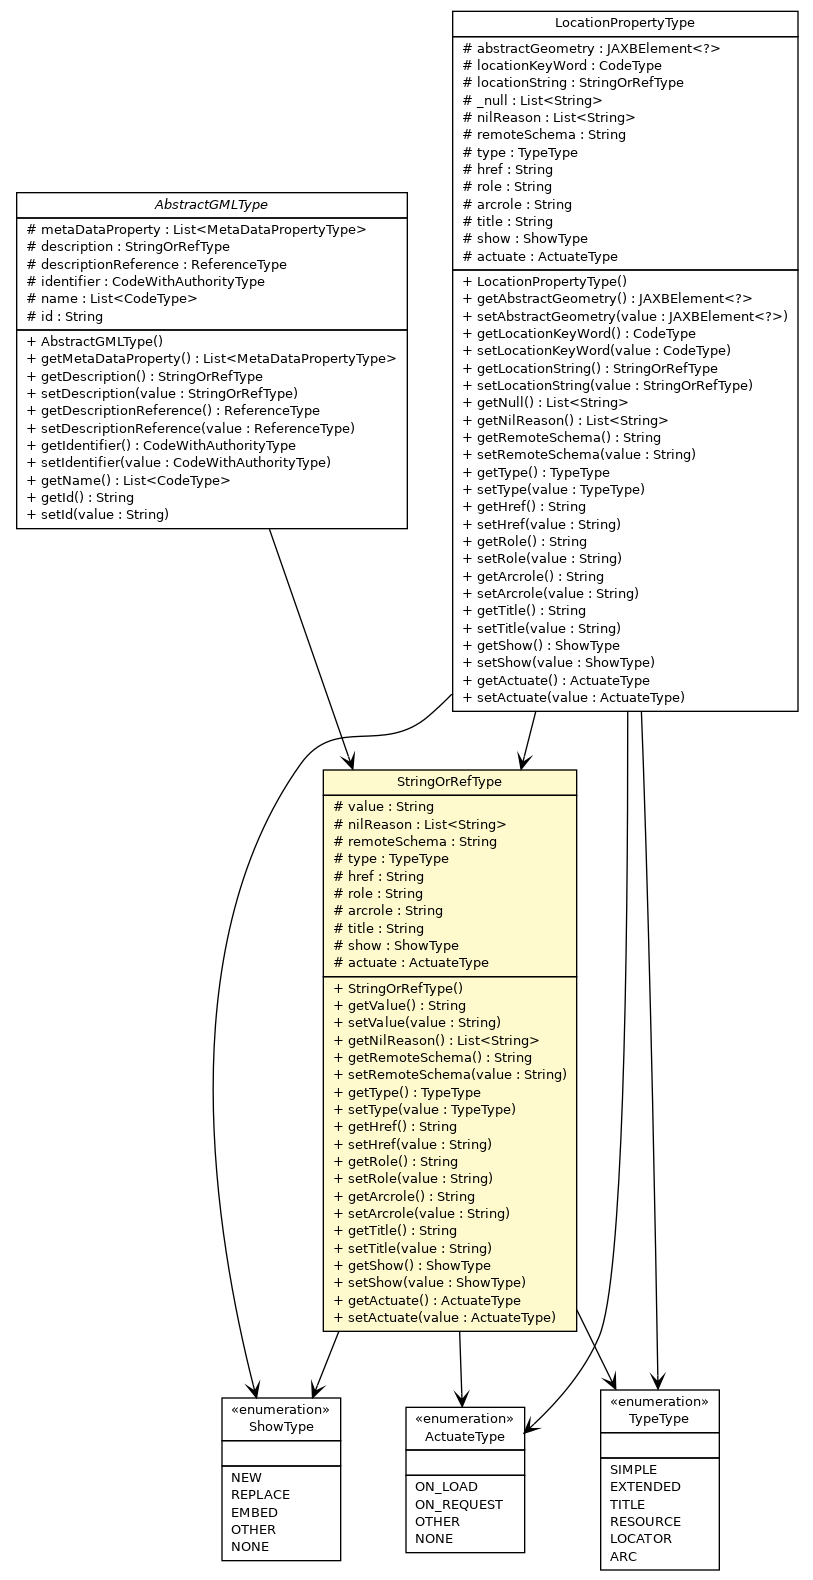 LocationPropertyType
# abstractGeometry : JAXBElement<?>
# locationKeyWord : CodeType
# locationString : StringOrRefType
# _null : List<String>
# nilReason : List<String>
# remoteSchema : String
# type : TypeType
# href : String
# role : String
# arcrole : String
# title : String
# show : ShowType
# actuate : ActuateType
+ LocationPropertyType()
+ getAbstractGeometry() : JAXBElement<?>
+ setAbstractGeometry(value : JAXBElement<?>)
+ getLocationKeyWord() : CodeType
+ setLocationKeyWord(value : CodeType)
+ getLocationString() : StringOrRefType
+ setLocationString(value : StringOrRefType)
+ getNull() : List<String>
+ getNilReason() : List<String>
+ getRemoteSchema() : String
+ setRemoteSchema(value : String)
+ getType() : TypeType
+ setType(value : TypeType)
+ getHref() : String
+ setHref(value : String)
+ getRole() : String
+ setRole(value : String)
+ getArcrole() : String
+ setArcrole(value : String)
+ getTitle() : String
+ setTitle(value : String)
+ getShow() : ShowType
+ setShow(value : ShowType)
+ getActuate() : ActuateType
+ setActuate(value : ActuateType)
AbstractGMLType
# metaDataProperty : List<MetaDataPropertyType>
# description : StringOrRefType
# descriptionReference : ReferenceType
# identifier : CodeWithAuthorityType
# name : List<CodeType>
# id : String
+ AbstractGMLType()
+ getMetaDataProperty() : List<MetaDataPropertyType>
+ getDescription() : StringOrRefType
+ setDescription(value : StringOrRefType)
+ getDescriptionReference() : ReferenceType
+ setDescriptionReference(value : ReferenceType)
+ getIdentifier() : CodeWithAuthorityType
+ setIdentifier(value : CodeWithAuthorityType)
+ getName() : List<CodeType>
+ getId() : String
+ setId(value : String)
StringOrRefType
# value : String
# nilReason : List<String>
# remoteSchema : String
# type : TypeType
# href : String
# role : String
# arcrole : String
# title : String
# show : ShowType
# actuate : ActuateType
+ StringOrRefType()
+ getValue() : String
+ setValue(value : String)
+ getNilReason() : List<String>
+ getRemoteSchema() : String
+ setRemoteSchema(value : String)
+ getType() : TypeType
+ setType(value : TypeType)
+ getHref() : String
+ setHref(value : String)
+ getRole() : String
+ setRole(value : String)
+ getArcrole() : String
+ setArcrole(value : String)
+ getTitle() : String
+ setTitle(value : String)
+ getShow() : ShowType
+ setShow(value : ShowType)
+ getActuate() : ActuateType
+ setActuate(value : ActuateType)
«enumeration»
ShowType
NEW
REPLACE
EMBED
OTHER
NONE
«enumeration»
ActuateType
ON_LOAD
ON_REQUEST
OTHER
NONE
«enumeration»
TypeType
SIMPLE
EXTENDED
TITLE
RESOURCE
LOCATOR
ARC